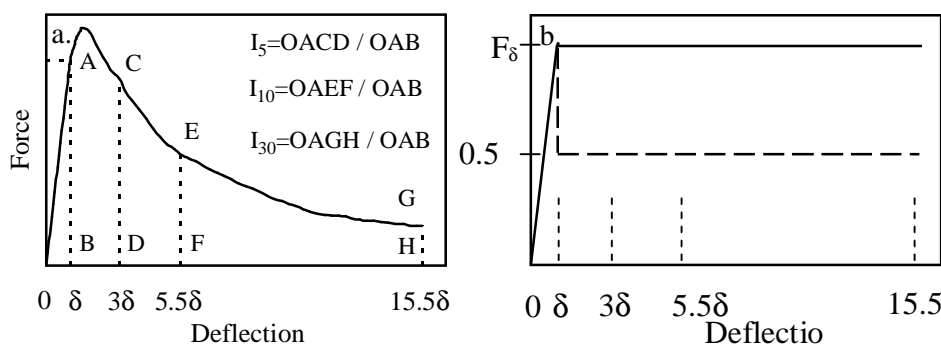 a.
A
C
I₅=OACD / OAB
I₁₀=OAEF / OAB
E
I₃₀=OAGH / OAB
G
B
D
F
H
Force
0 δ 3δ 5.5δ 15.5δ
Deflection
b
Fδ
0.5
0 δ 3δ 5.5δ 15.5
Deflectio